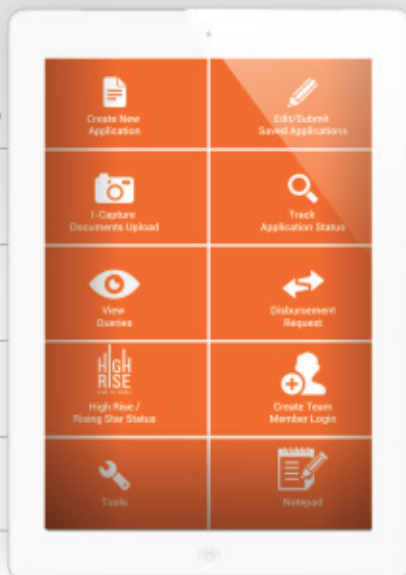 Create New
Application
Edit/Submit
Saved Applications
I-Capture
Documents Upload
Track
Application Status
View
Queries
Disbursement
Request
HIGH
RISE
High Rise /
Rising Star Status
Create Team
Member Login
Tools
Notepad